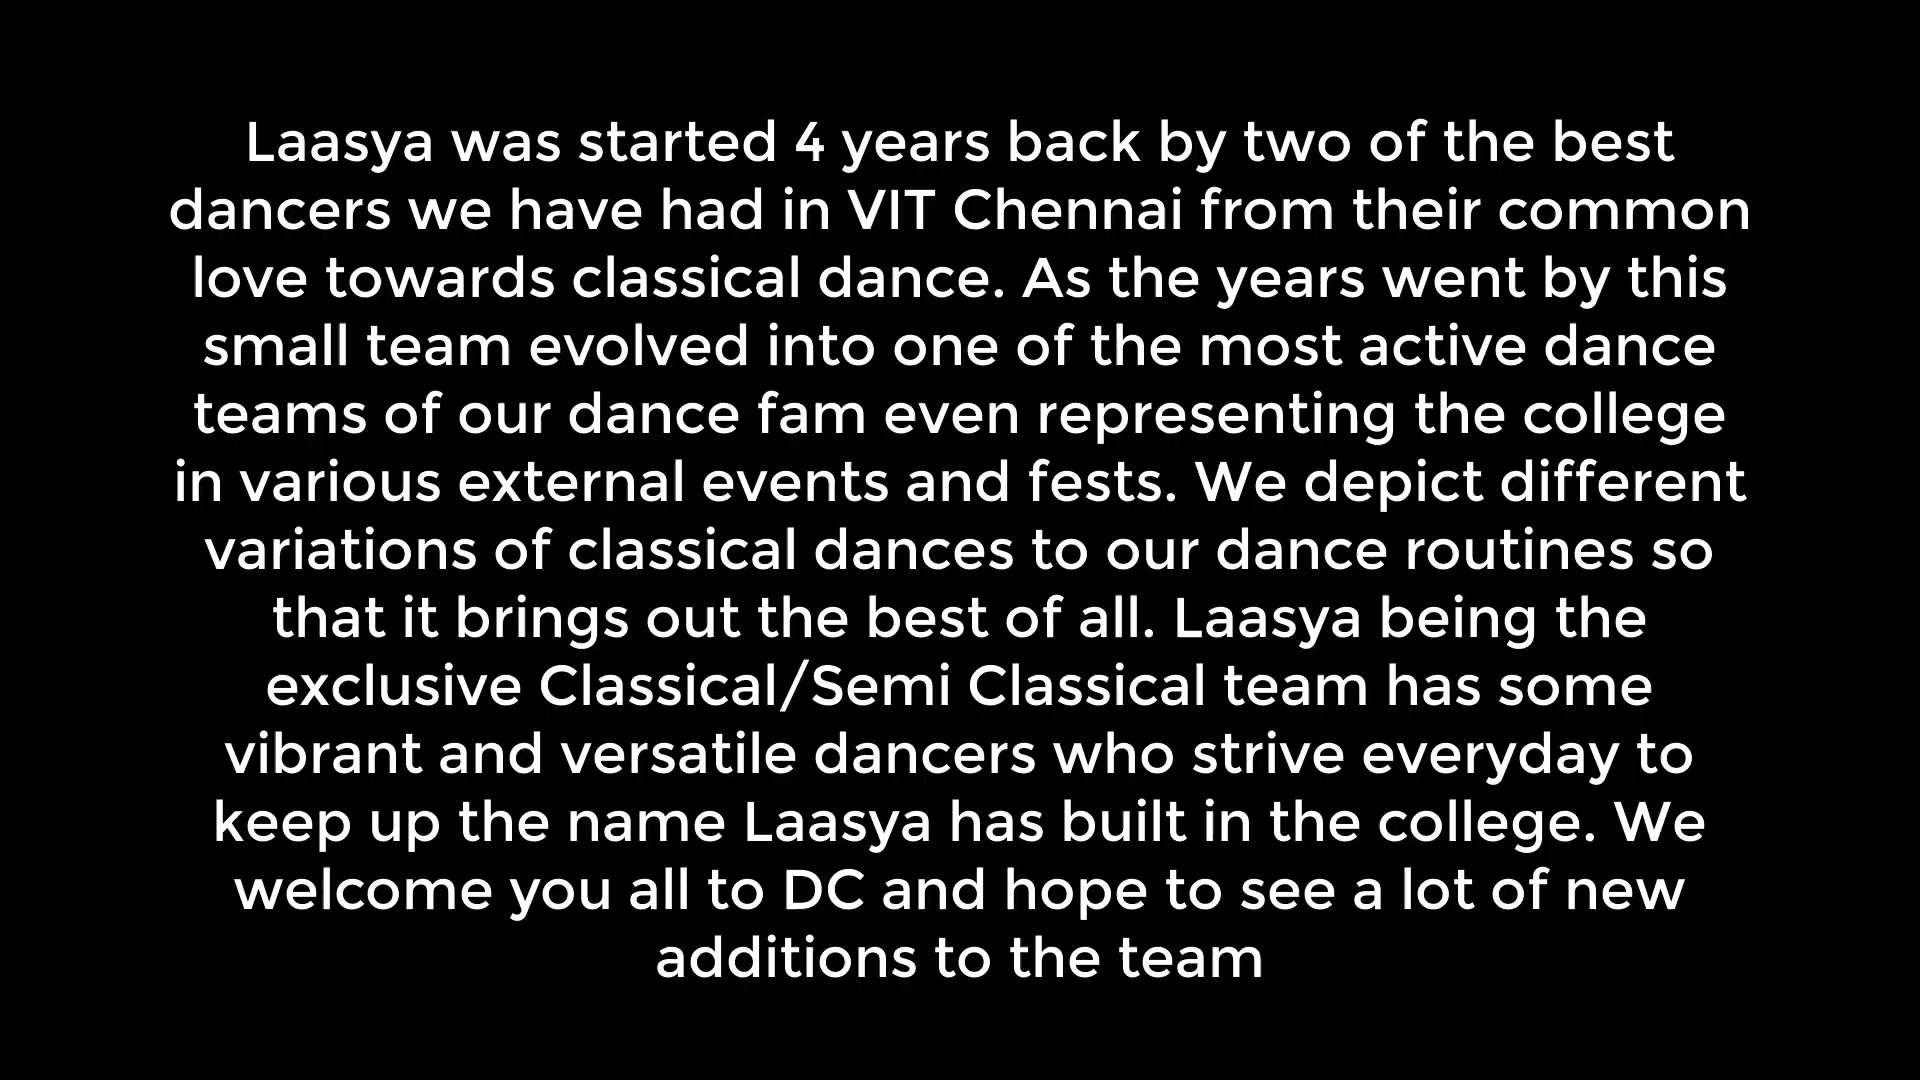 Laasya was started 4 years back by two of the best
dancers we have had in VIT Chennai from their common
love towards classical dance. As the years went by this
small team evolved into one of the most active dance
teams of our dance fam even representing the college
in various external events and fests. We depict different
variations of classical dances to our dance routines so
that it brings out the best of all. Laasya being the
exclusive Classical/Semi Classical team has some
vibrant and versatile dancers who strive everyday to
keep up the name Laasya has built in the college. We
welcome you all to DC and hope to see a lot of new
additions to the team